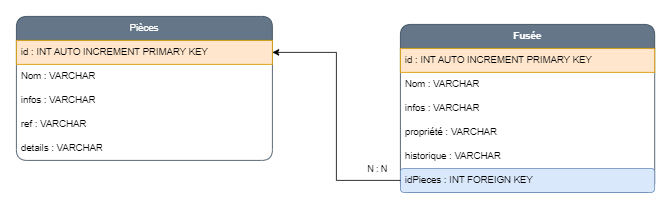 Pièces
id : INT AUTO INCREMENT PRIMARY KEY
Nom : VARCHAR
infos : VARCHAR
ref : VARCHAR
details : VARCHAR
N : N
Fusée
id : INT AUTO INCREMENT PRIMARY KEY
Nom : VARCHAR
infos : VARCHAR
propriété : VARCHAR
historique : VARCHAR
idPieces : INT FOREIGN KEY